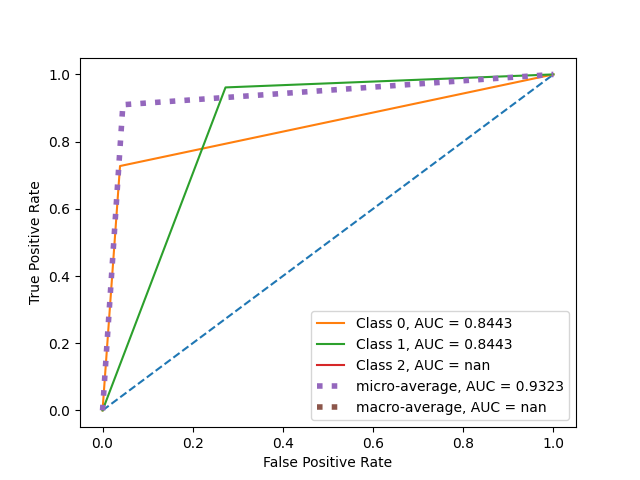 1.0
0.8
0.6
0.4
0.2
0.0
True Positive Rate
Class 0, AUC = 0.8443
Class 1, AUC = 0.8443
Class 2, AUC = nan
micro-average, AUC = 0.9323
macro-average, AUC = nan
0.0 0.2 0.4 0.6 0.8 1.0
False Positive Rate